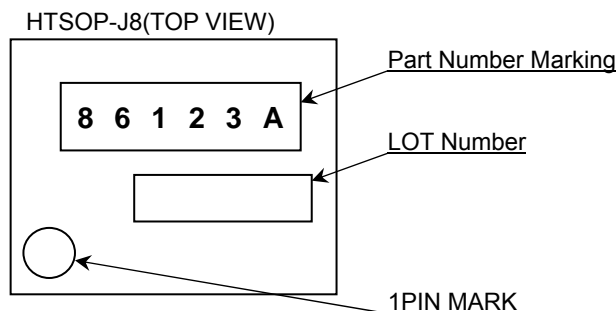 HTSOP-J8(TOP VIEW)
Part Number Marking
8 6 1 2 3 A
LOT Number
1PIN MARK